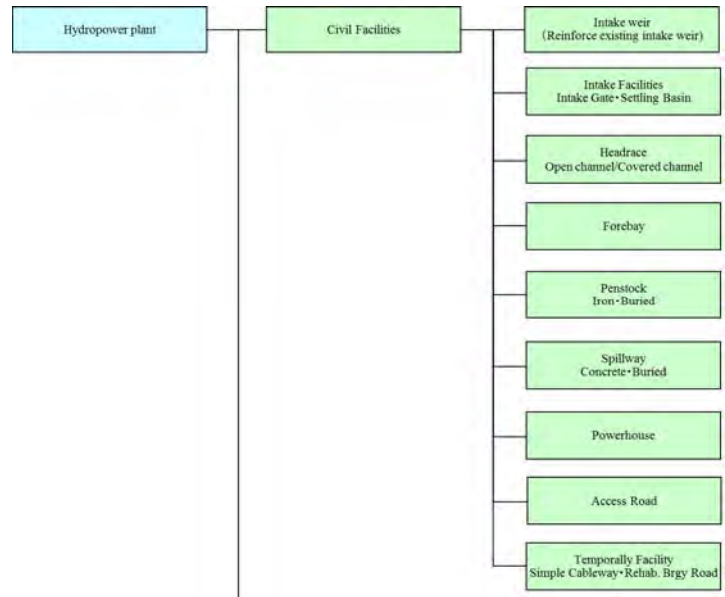 Hydropower plant
Civil Facilities
Intake weir
(Reinforce existing intake weir)
Intake Facilities
Intake Gate・Settling Basin
Headrace
Open channel/Covered channel
Forebay
Penstock
Iron・Buried
Spillway
Concrete・Buried
Powerhouse
Access Road
Temporally Facility
Simple Cableway・Rehab. Brgy Road